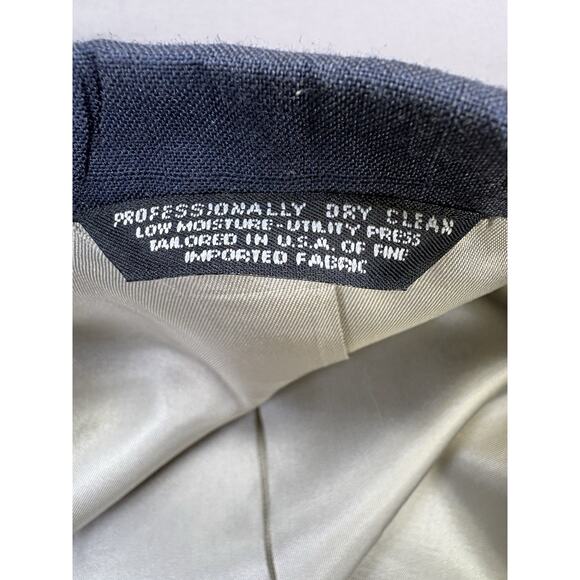 PROFESSIONALLY DRY CLEAN
LOW MOISTURE-UTILITY PRESS
TAILORED IN U.S.A. OF FINE
IMPORTED FABRIC